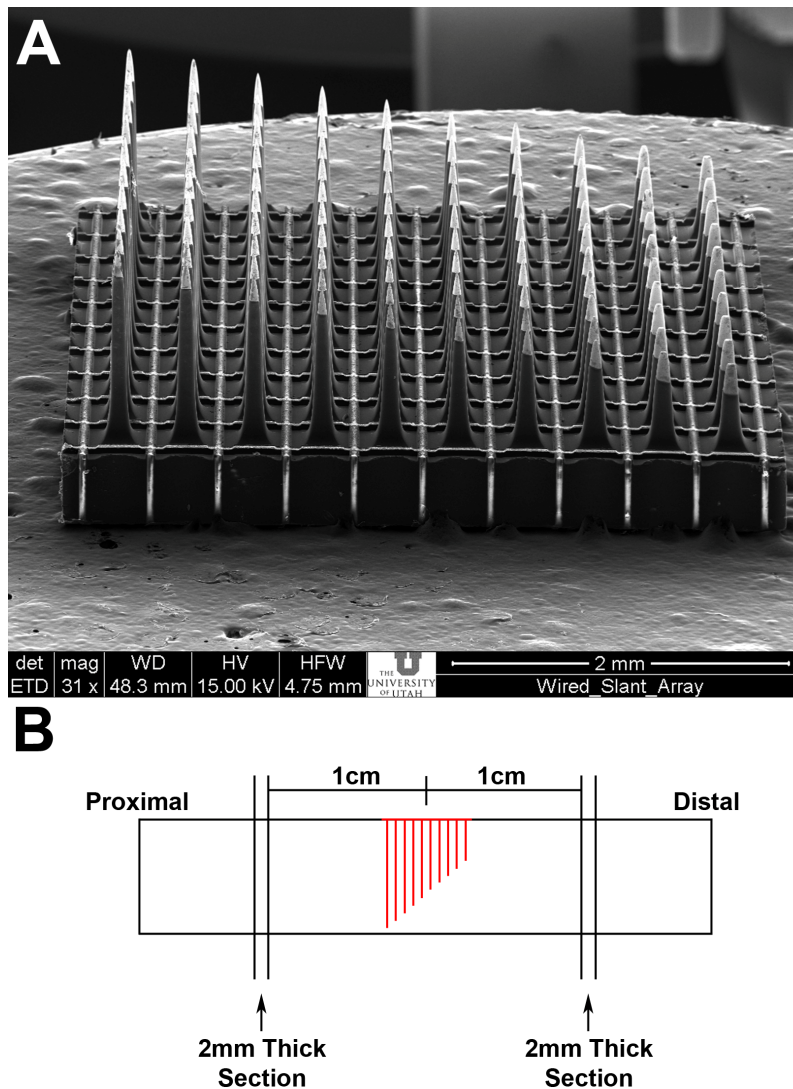 A
det mag WD HV HFW
ETD 31 x 48.3 mm 15.00 kV 4.75 mm
THE
UNIVERSITY
OF UTAH
2 mm
Wired_Slant_Array
B
1cm 1cm
Proximal Distal
2mm Thick 2mm Thick
Section Section